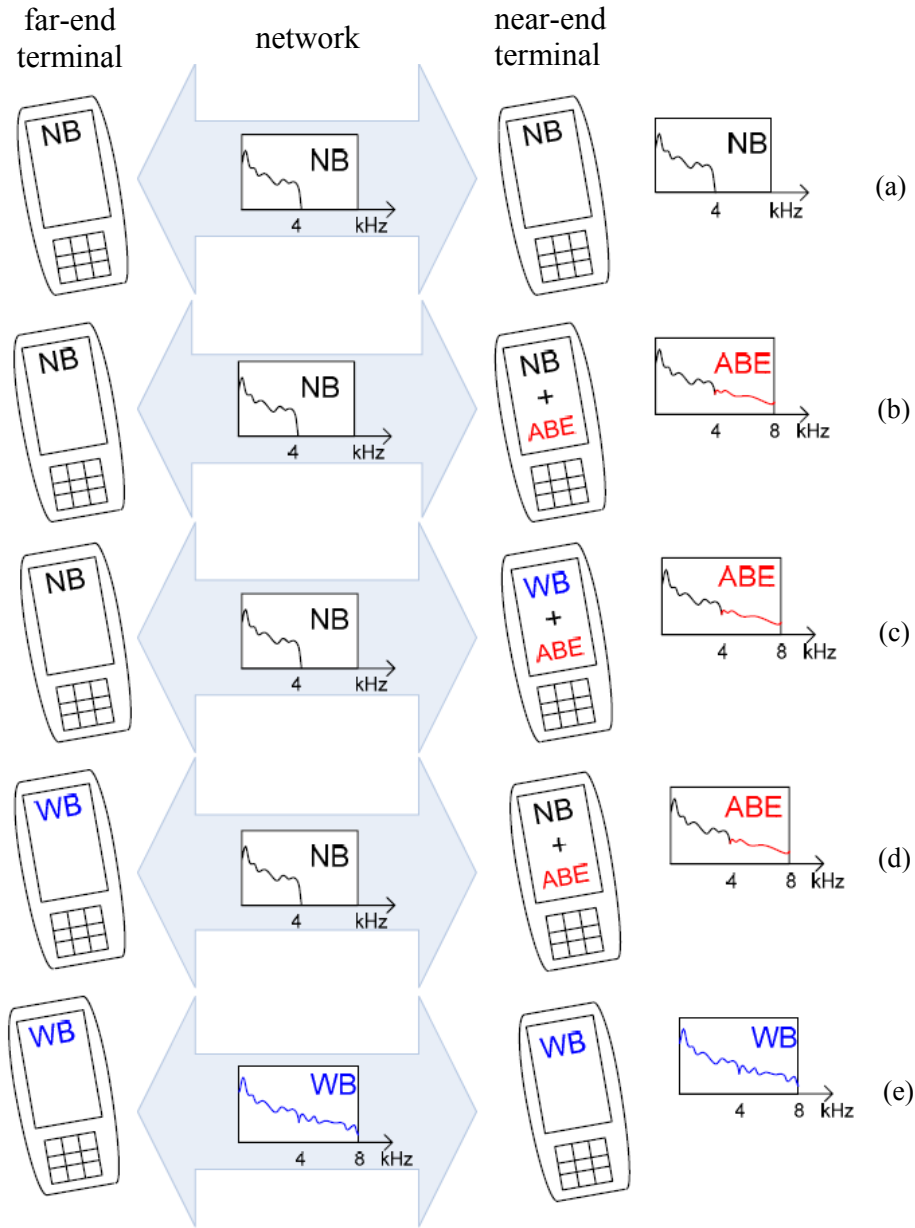 far-end
terminal
network
near-end
terminal
NB
NB
4
kHz
NB
NB
4
kHz
(a)
NB
NB
4
kHz
NB
+
ABE
ABE
4
8
kHz
(b)
NB
NB
4
kHz
WB
+
ABE
ABE
4
8
kHz
(c)
WB
NB
4
kHz
NB
+
ABE
ABE
4
8
kHz
(d)
WB
WB
4
8
kHz
WB
WB
4
8
kHz
(e)